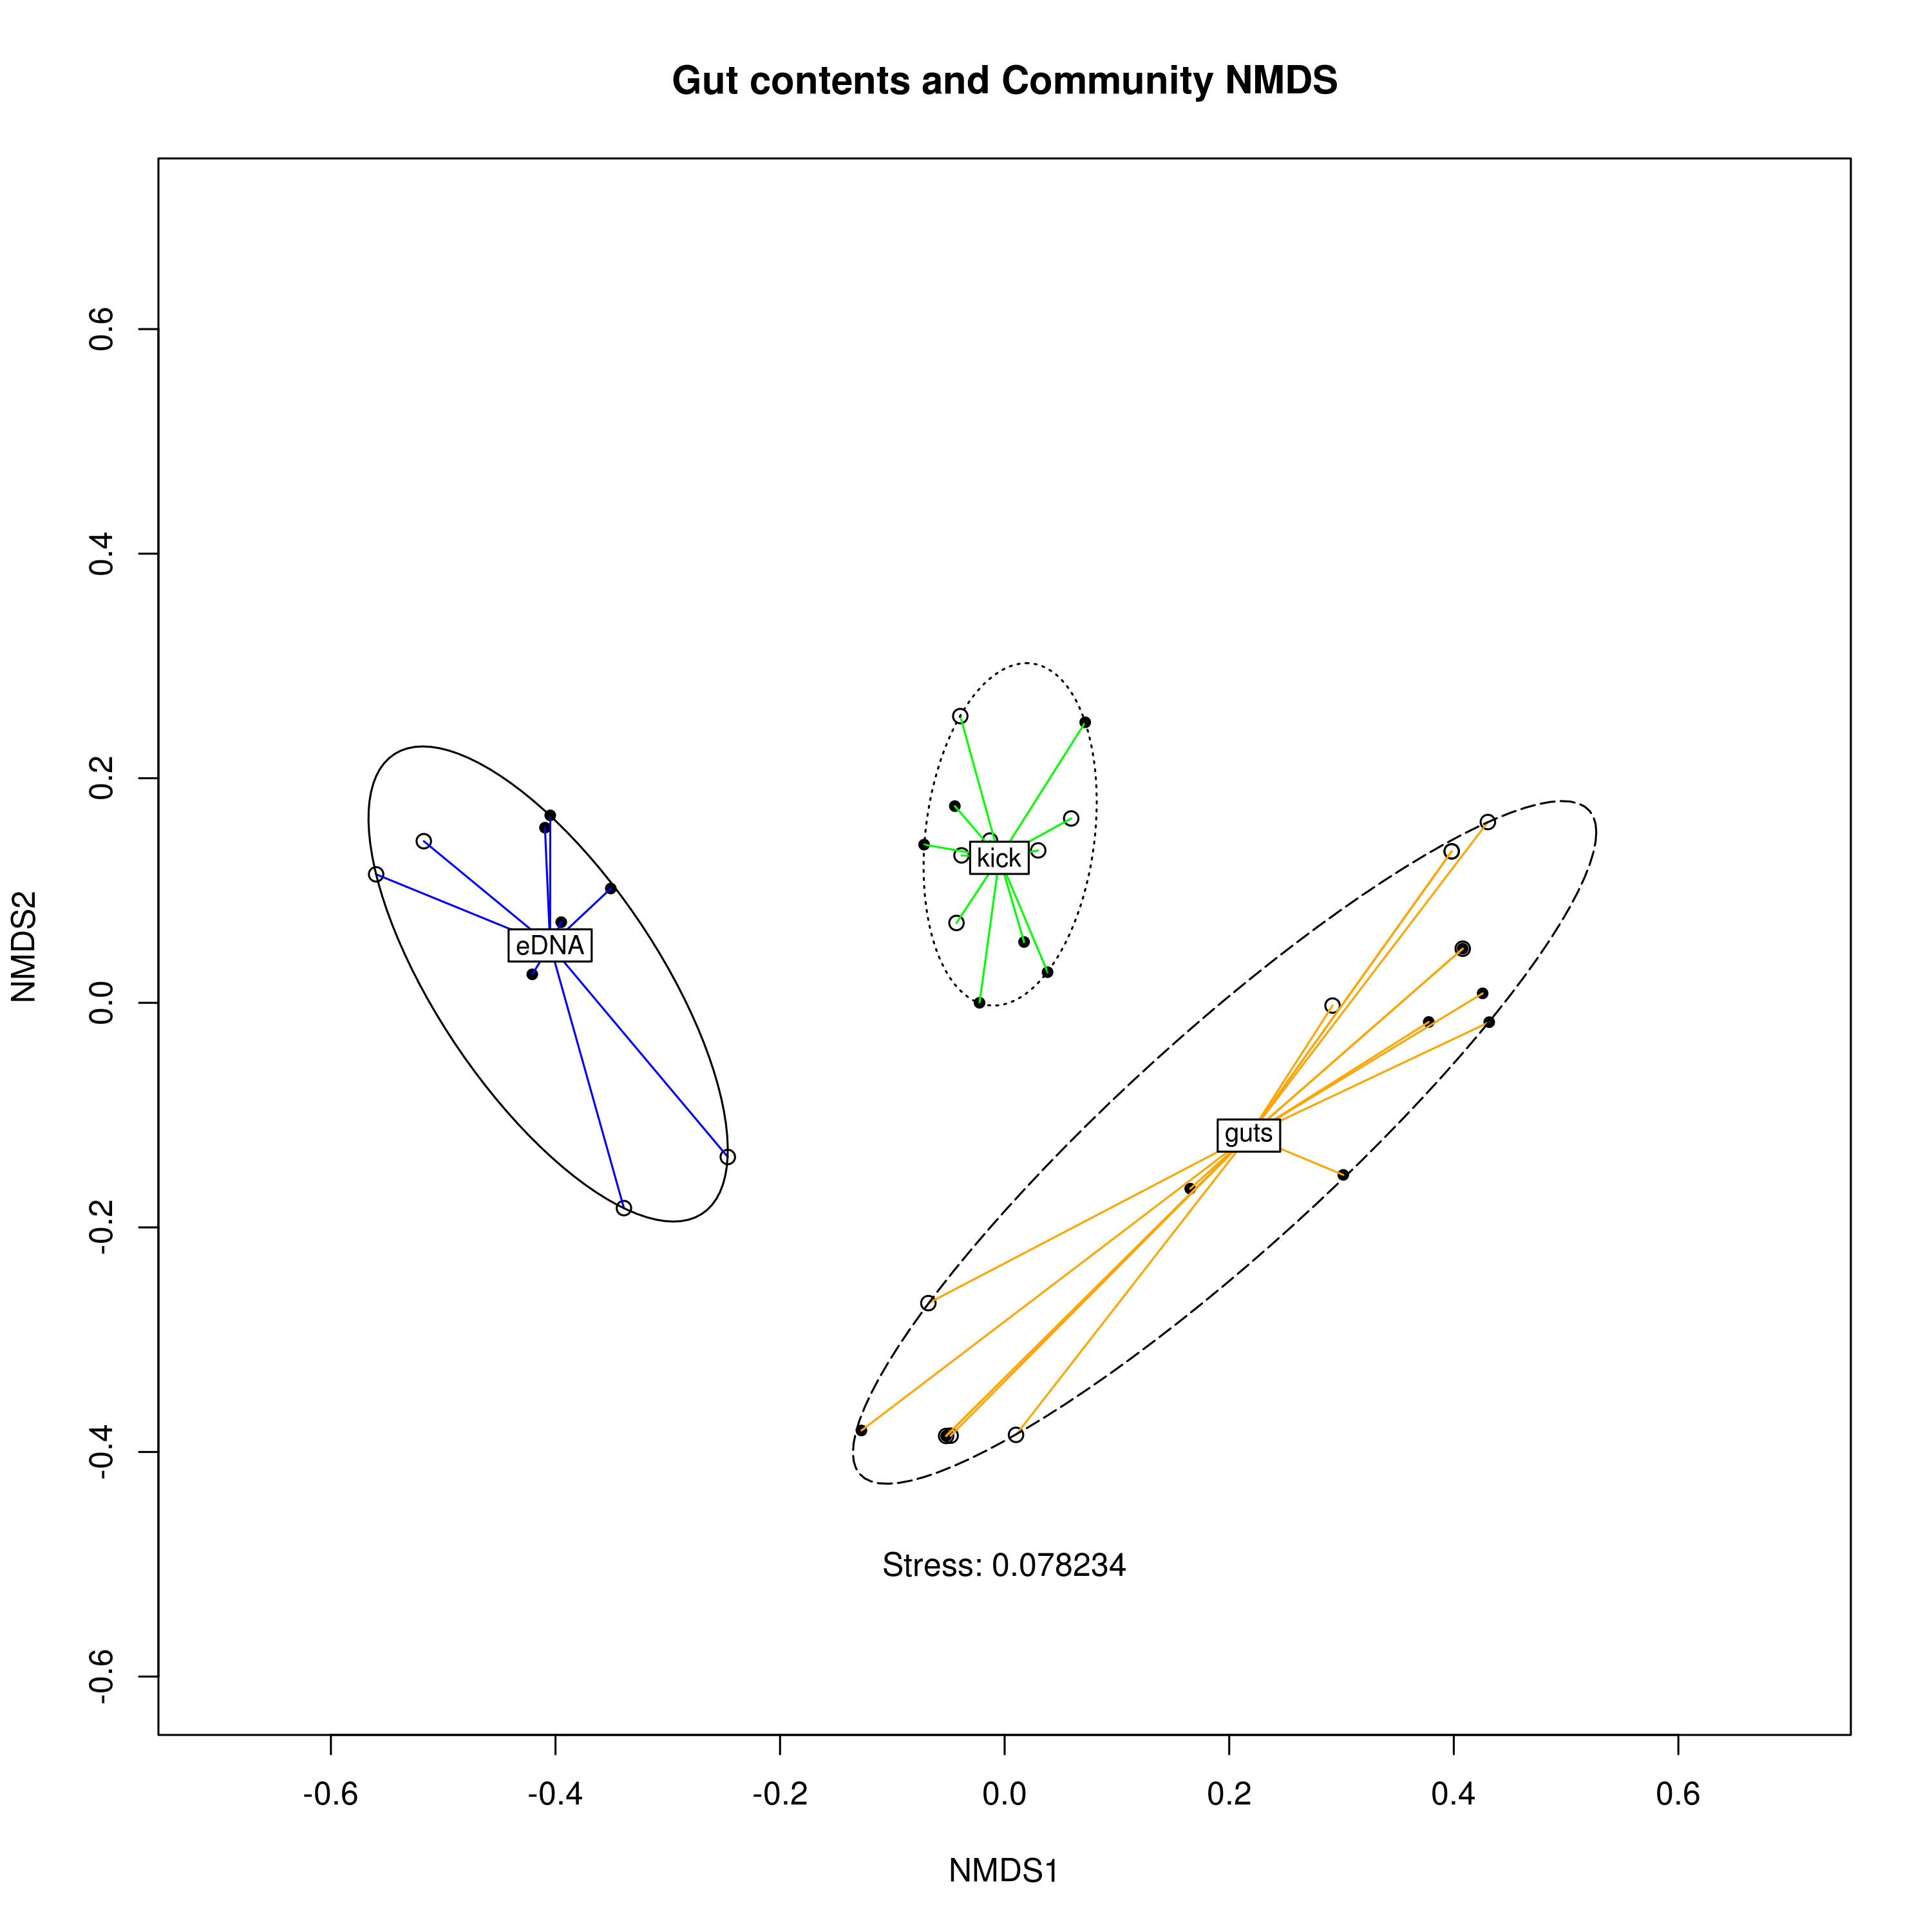 Gut contents and Community NMDS
NMDS2
0.6
0.4
0.2
0.0
-0.2
-0.4
-0.6
kick
eDNA
guts
Stress: 0.078234
-0.6 -0.4 -0.2 0.0 0.2 0.4 0.6
NMDS1